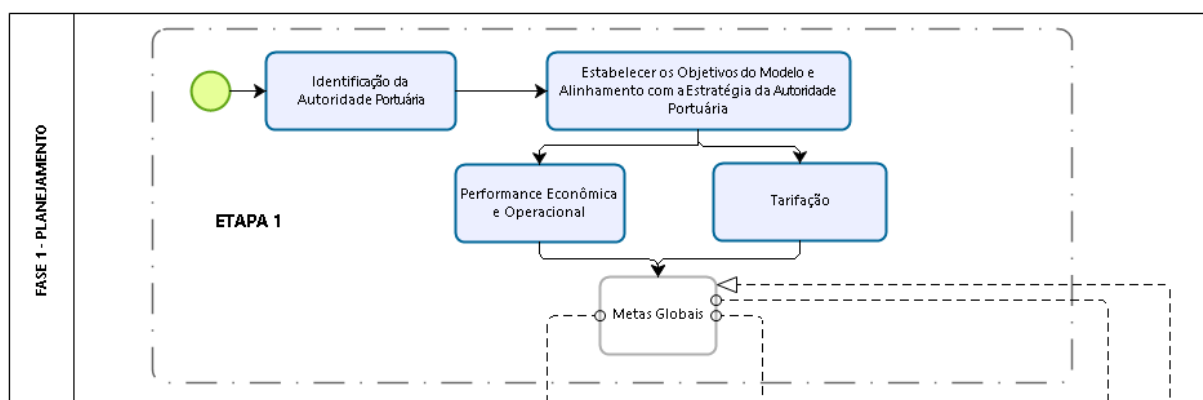 FASE 1 - PLANEJAMENTO
Identificação da
Autoridade Portuária
Estabelecer os Objetivos do Modelo e
Alinhamento com a Estratégia da Autoridade
Portuária
Performance Econômica
e Operacional
Tarifação
ETAPA 1
Metas Globais